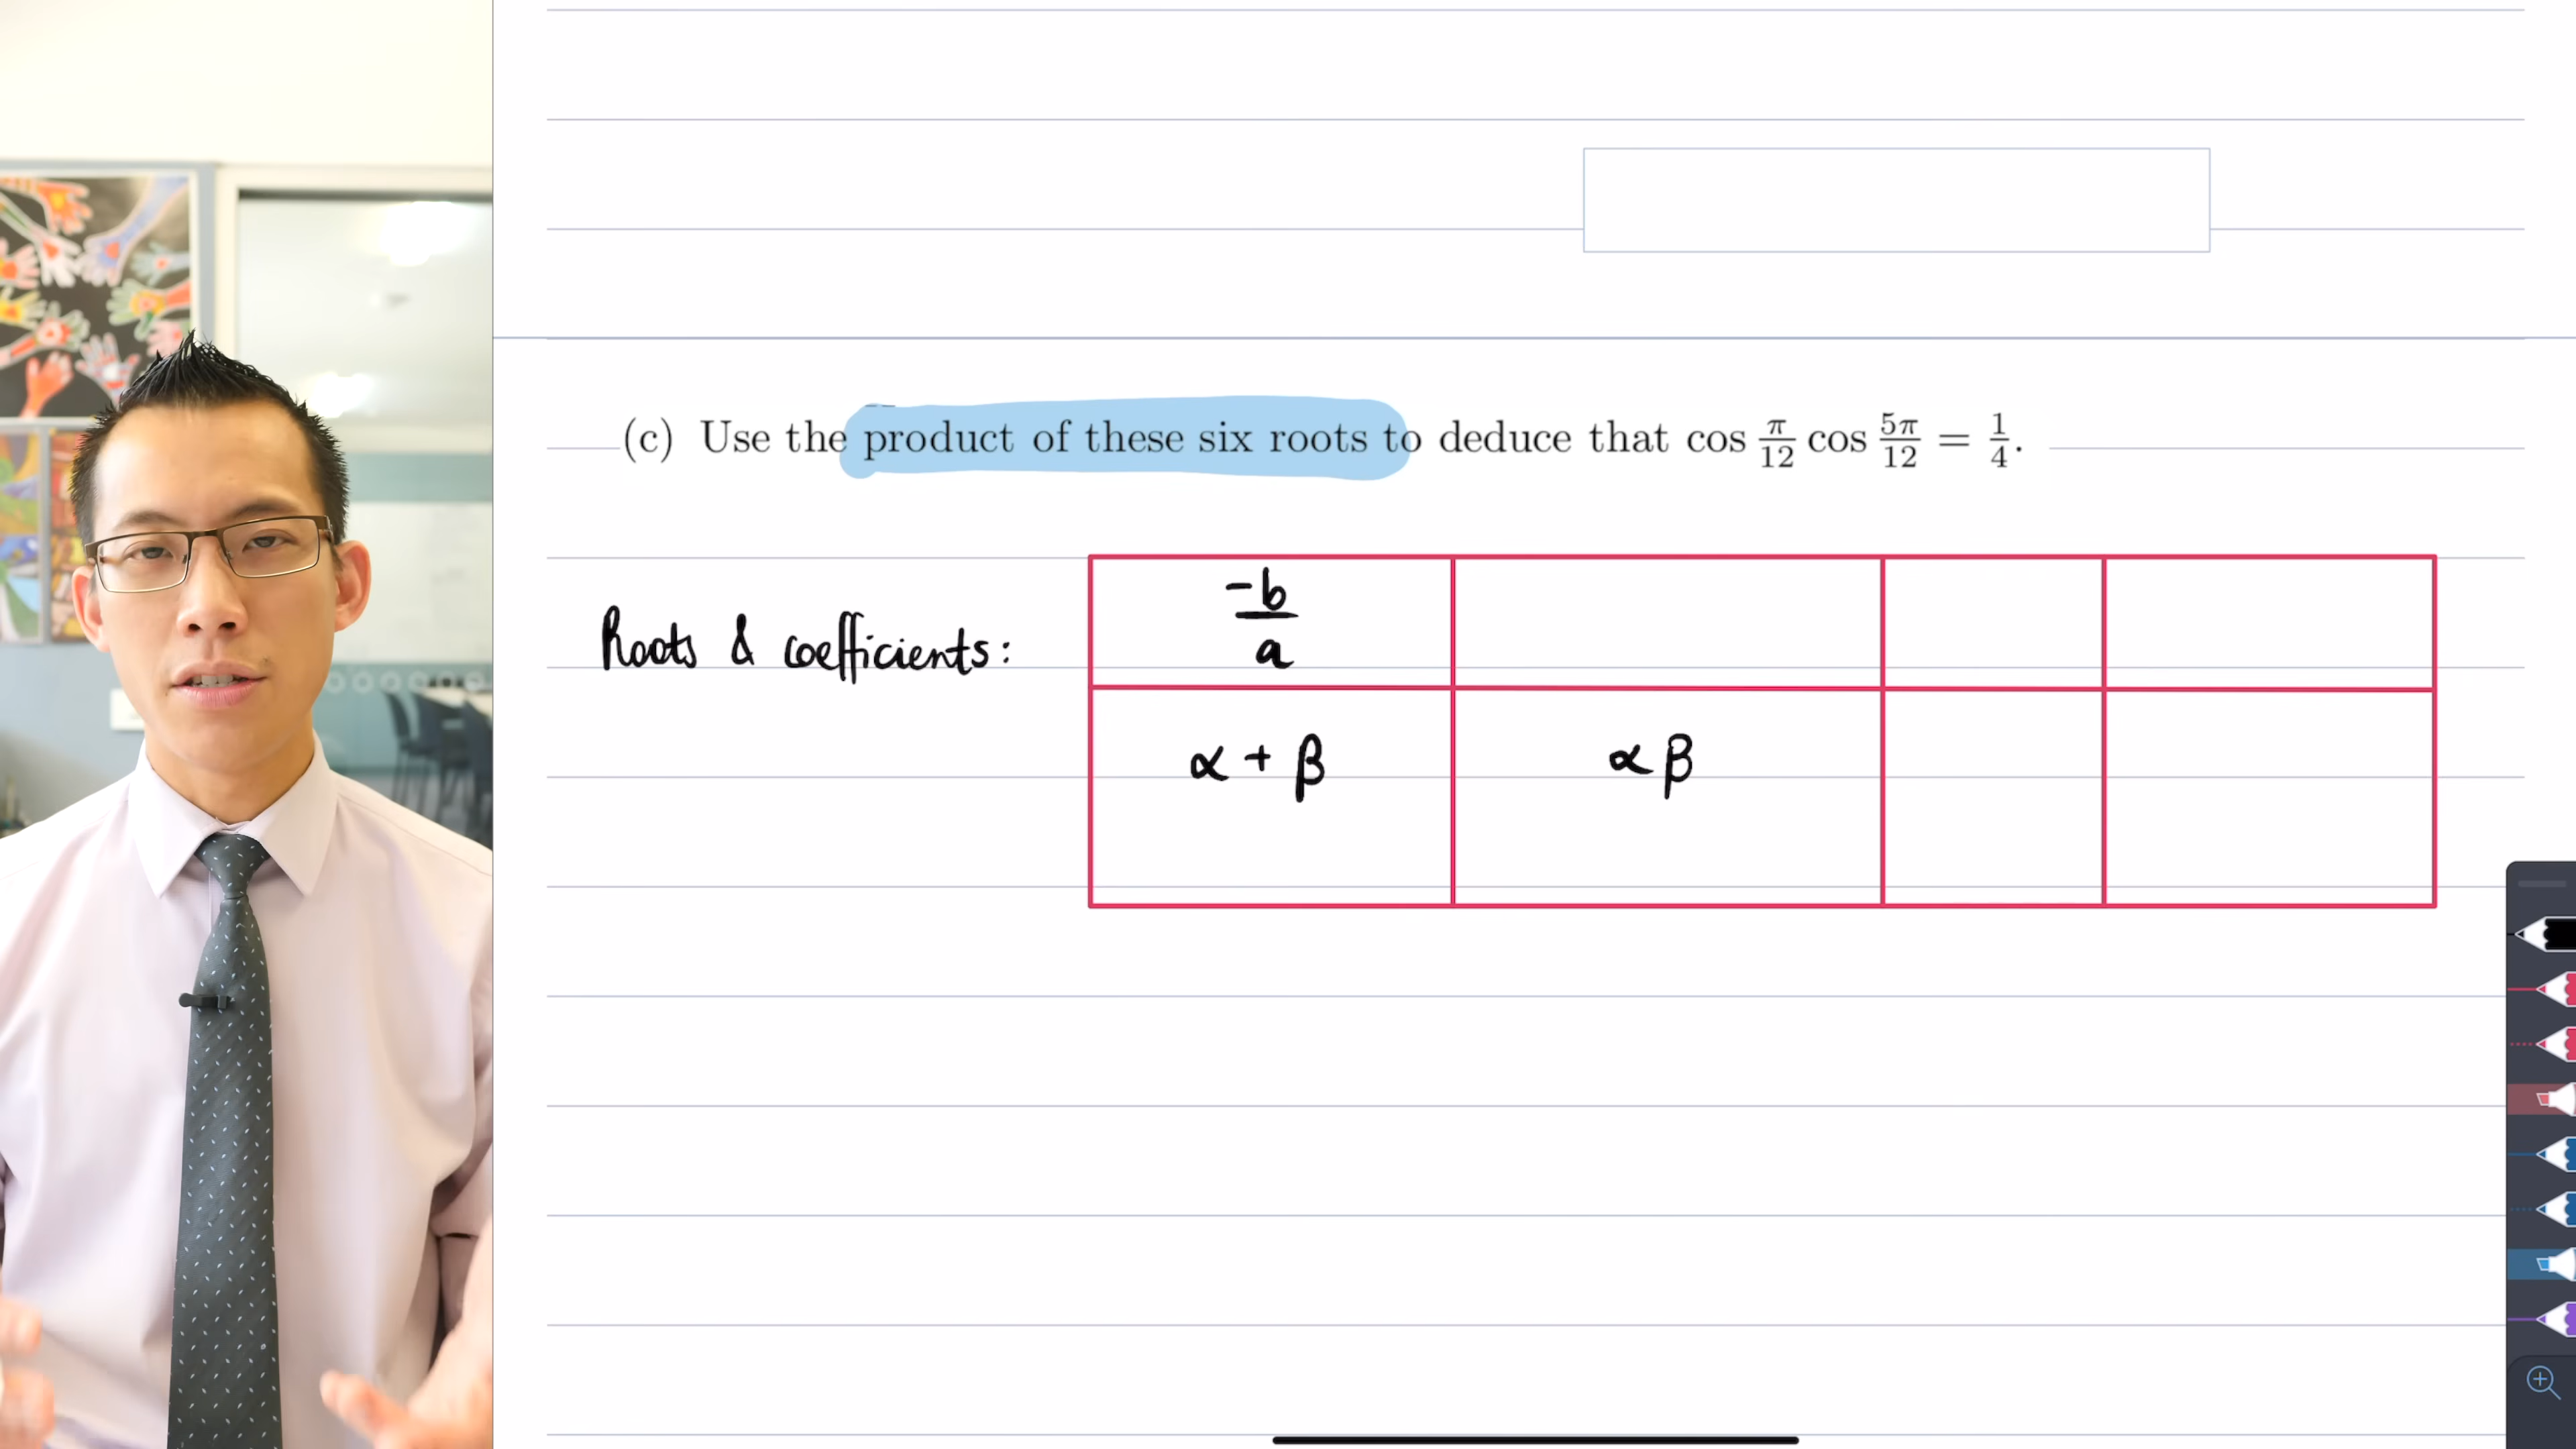 (c) Use the product of these six roots to deduce that cos π/12 cos 5π/12 = 1/4.
Roots & coefficients:
-b/a
α + β
αβ